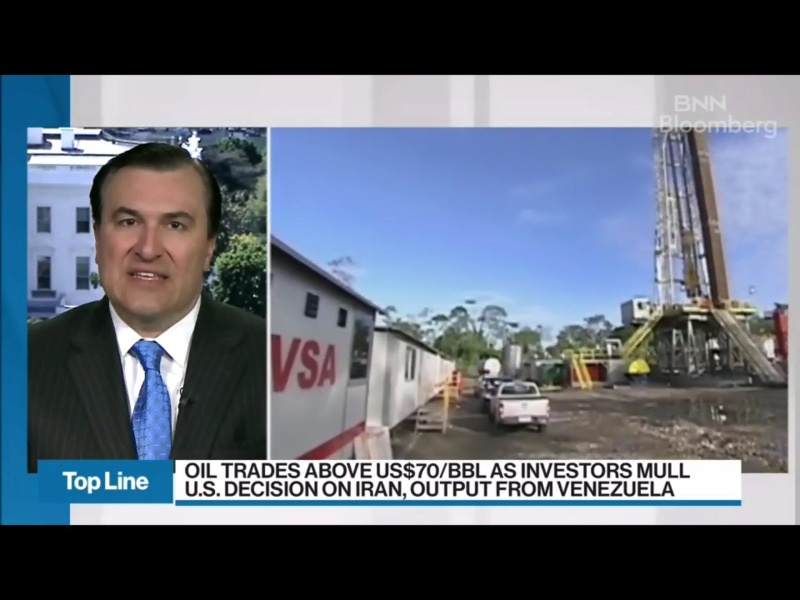 BNN
Bloomberg
VSA
Top Line
OIL TRADES ABOVE US$70/BBL AS INVESTORS MULL
U.S. DECISION ON IRAN, OUTPUT FROM VENEZUELA